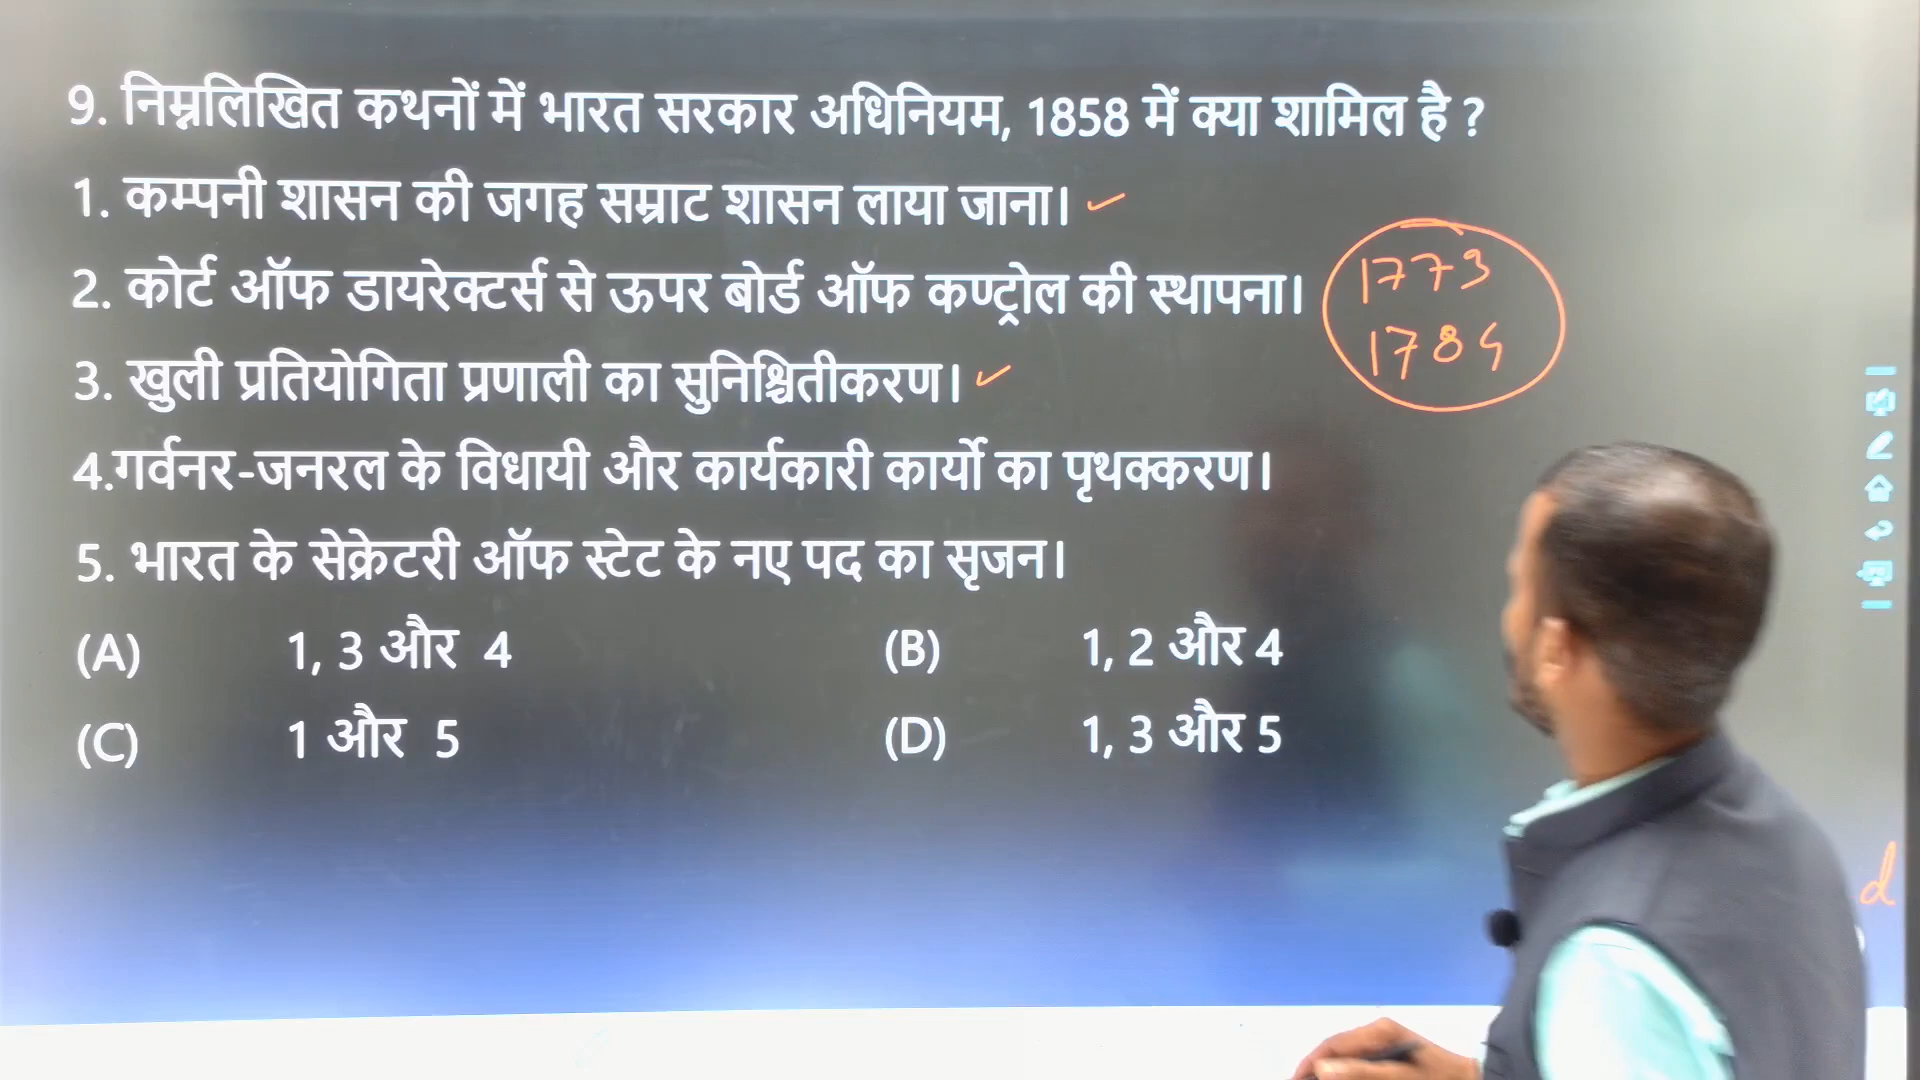 9. निम्नलिखित कथनों में भारत सरकार अधिनियम, 1858 में क्या शामिल है ?
1. कम्पनी शासन की जगह सम्राट शासन लाया जाना।
2. कोर्ट ऑफ डायरेक्टर्स से ऊपर बोर्ड ऑफ कण्ट्रोल की स्थापना।
1773
1784
3. खुली प्रतियोगिता प्रणाली का सुनिश्चितीकरण।
4.गर्वनर-जनरल के विधायी और कार्यकारी कार्यो का पृथक्करण।
5. भारत के सेक्रेटरी ऑफ स्टेट के नए पद का सृजन।
(A) 1, 3 और 4 (B) 1, 2 और 4
(C) 1 और 5 (D) 1, 3 और 5
d